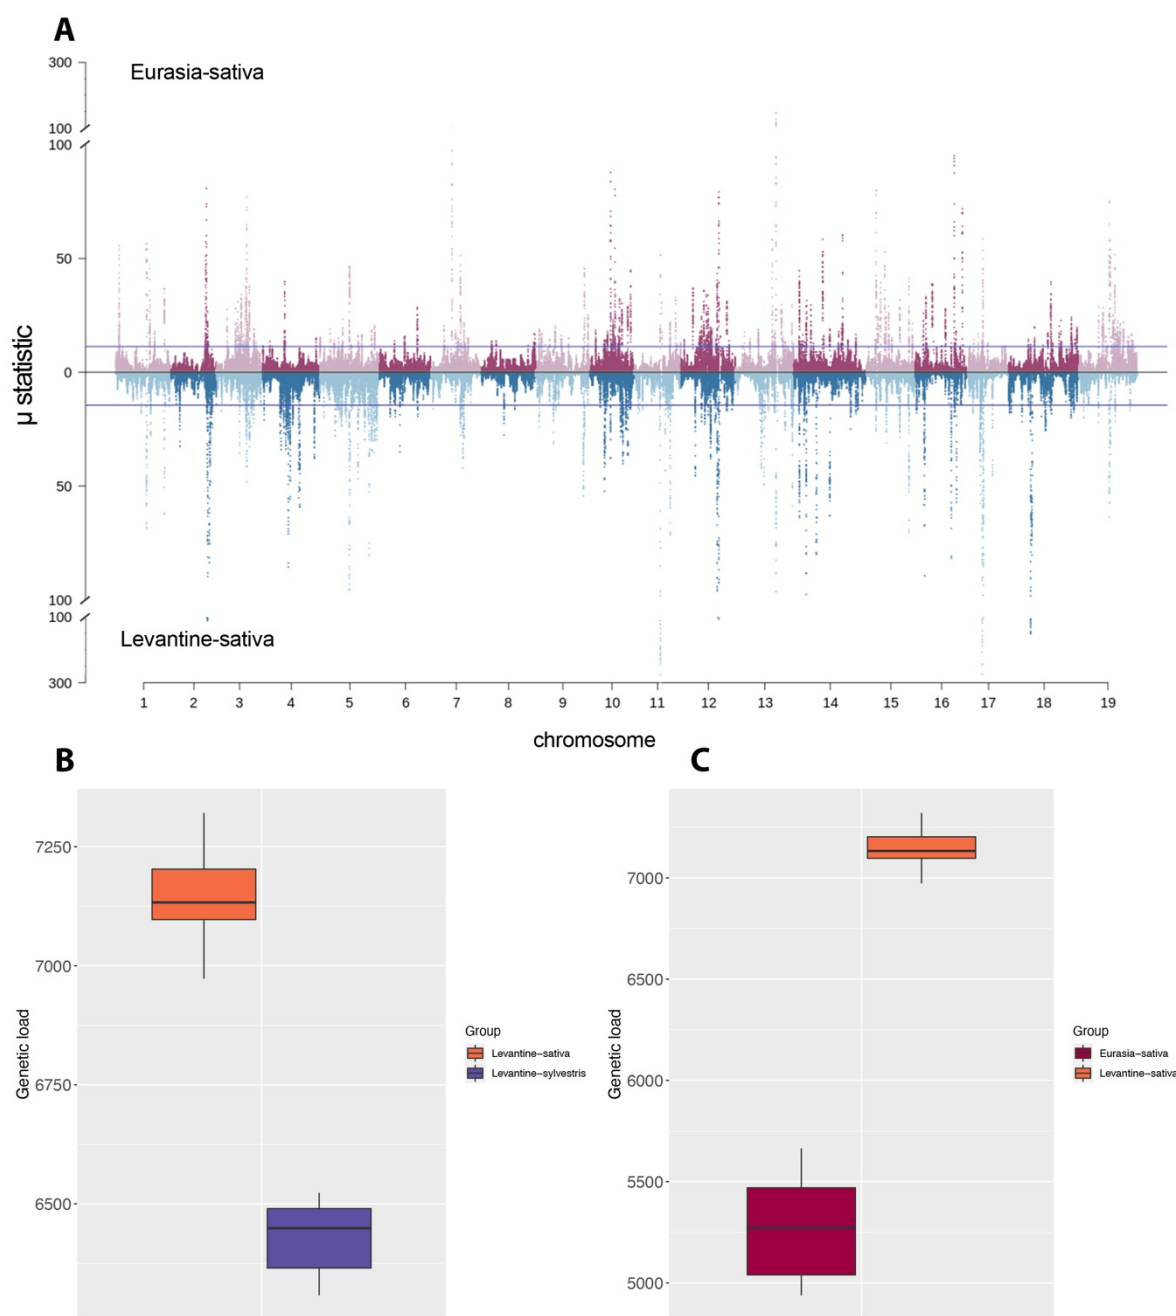 A
Eurasia-sativa
300
100
100
50
0
50
100
100
300
μ statistic
Levantine-sativa
1 2 3 4 5 6 7 8 9 10 11 12 13 14 15 16 17 18 19
chromosome
B
7250
7000
6750
6500
Genetic load
Group
Levantine-sativa
Levantine-sylvestris
C
7000
6500
6000
5500
5000
Genetic load
Group
Eurasia-sativa
Levantine-sativa